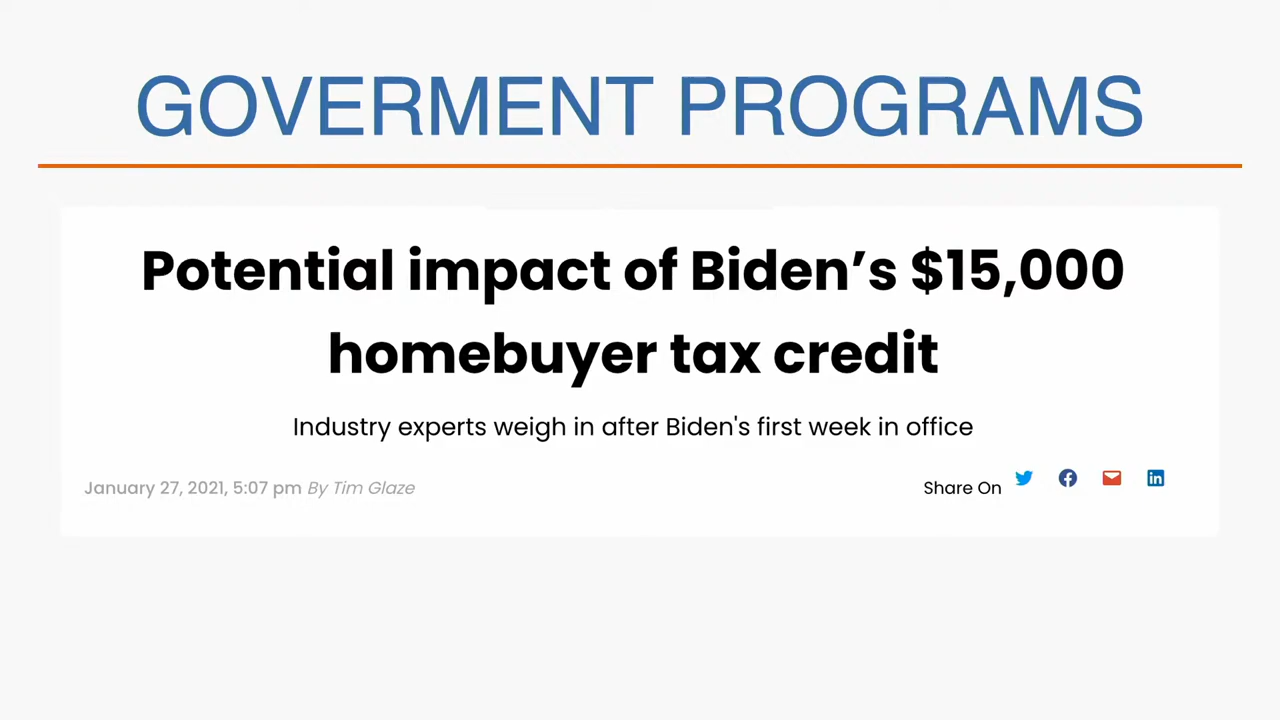 GOVERMENT PROGRAMS
Potential impact of Biden’s $15,000
homebuyer tax credit
Industry experts weigh in after Biden's first week in office
January 27, 2021, 5:07 pm By Tim Glaze
Share On